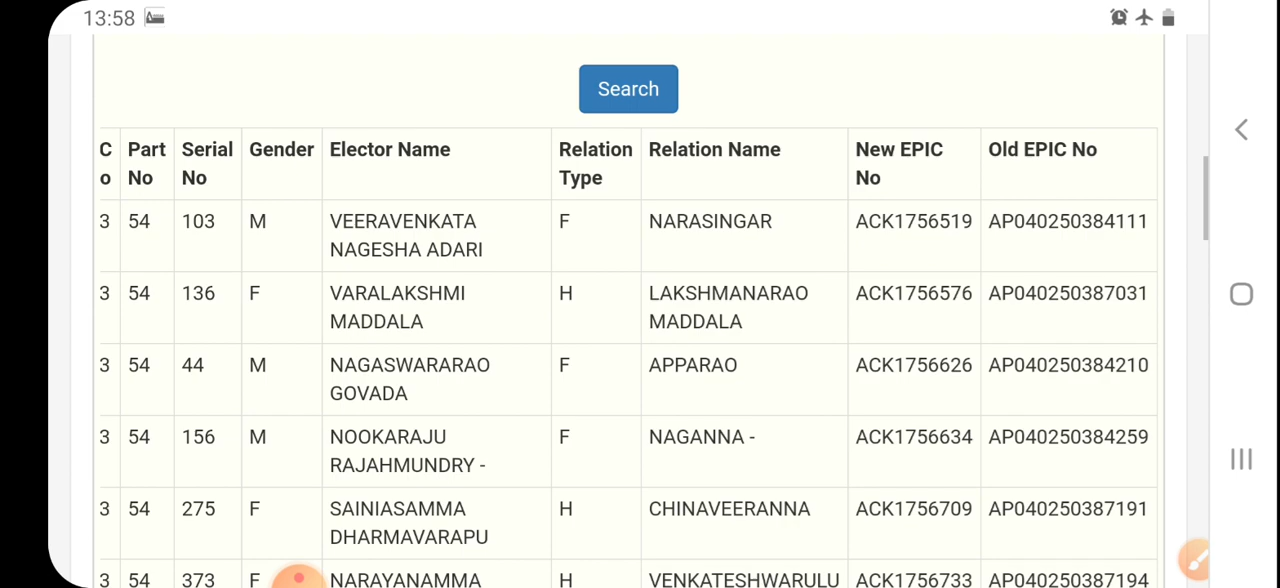 13:58
Search
Co Part No Serial No Gender Elector Name Relation Type Relation Name New EPIC No Old EPIC No
3 54 103 M VEERAVENKATA NAGESHA ADARI F NARASINGAR ACK1756519 AP040250384111
3 54 136 F VARALAKSHMI MADDALA H LAKSHMANARAO MADDALA ACK1756576 AP040250387031
3 54 44 M NAGASWARARAO GOVADA F APPARAO ACK1756626 AP040250384210
3 54 156 M NOOKARAJU RAJAHMUNDRY - F NAGANNA - ACK1756634 AP040250384259
3 54 275 F SAINIASAMMA DHARMAVARAPU H CHINAVEERANNA ACK1756709 AP040250387191
3 54 373 F NARAYANAMMA H VENKATESHWARULU ACK1756733 AP040250387194